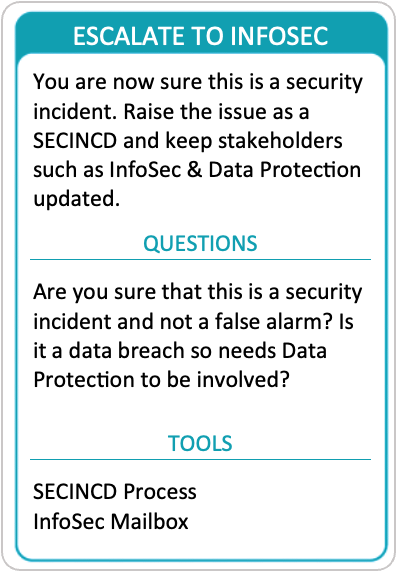 ESCALATE TO INFOSEC
You are now sure this is a security
incident. Raise the issue as a
SECINCD and keep stakeholders
such as InfoSec & Data Protection
updated.
QUESTIONS
Are you sure that this is a security
incident and not a false alarm? Is
it a data breach so needs Data
Protection to be involved?
TOOLS
SECINCD Process
InfoSec Mailbox